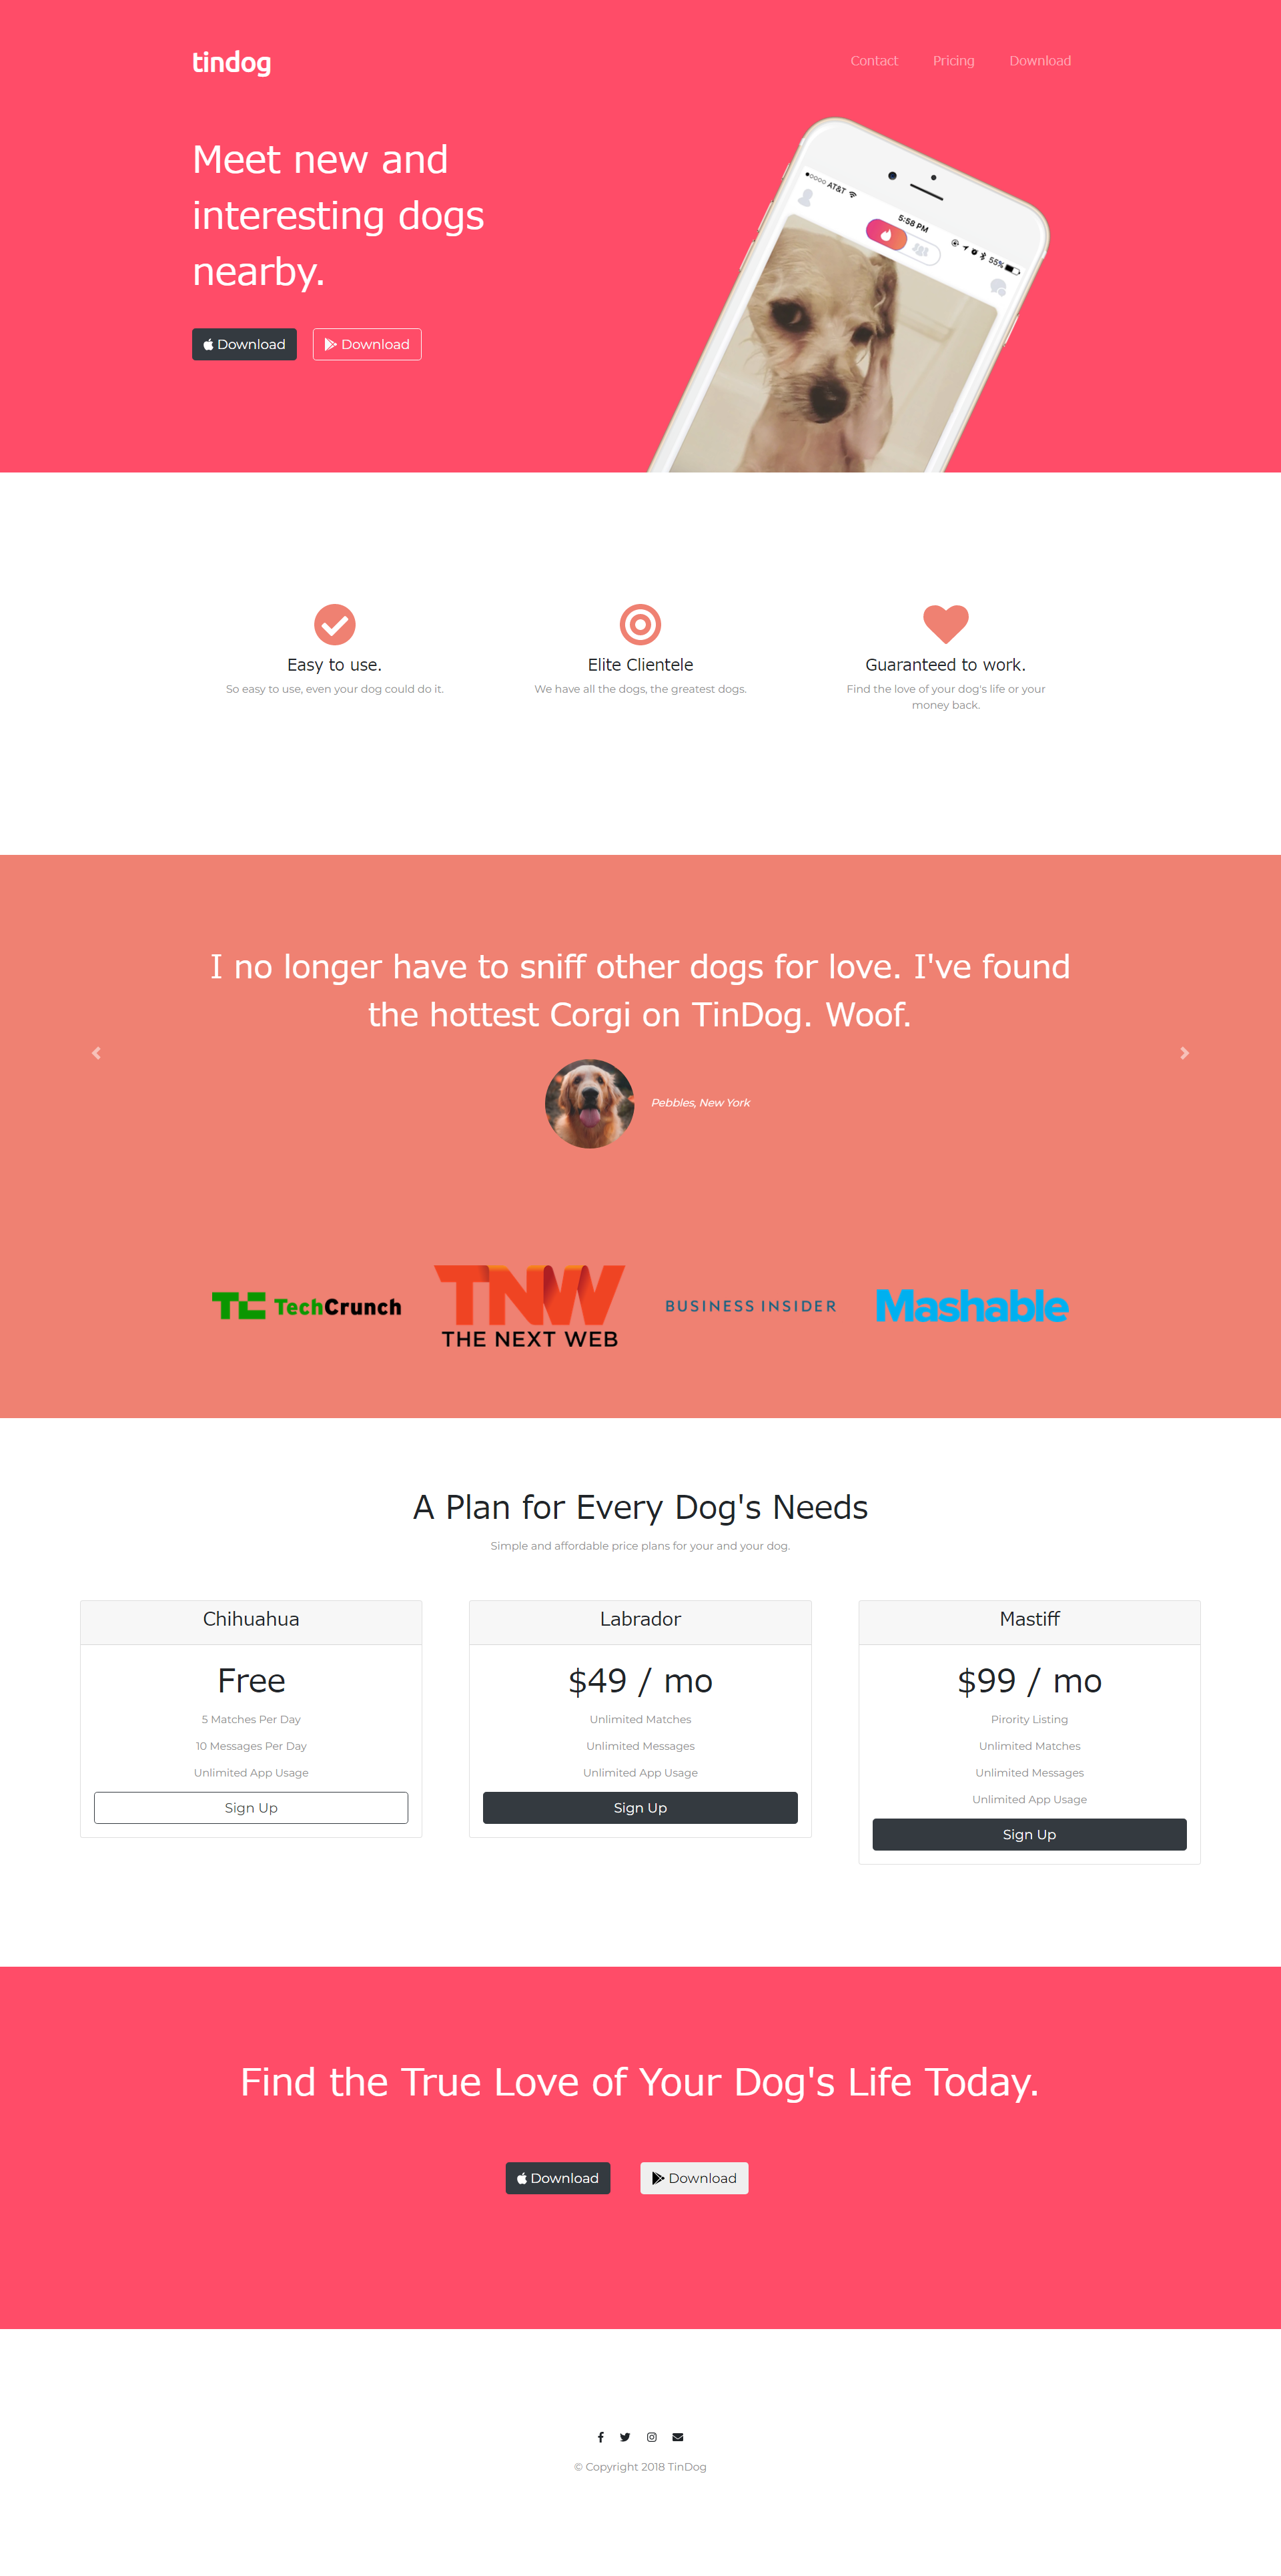 tindog
Contact Pricing Download
Meet new and
interesting dogs
nearby.
Download Download
AT&T 5:58 PM 55%
Easy to use.
So easy to use, even your dog could do it.
Elite Clientele
We have all the dogs, the greatest dogs.
Guaranteed to work.
Find the love of your dog's life or your
money back.
I no longer have to sniff other dogs for love. I've found
the hottest Corgi on TinDog. Woof.
Pebbles, New York
TC TechCrunch
TNW
THE NEXT WEB
BUSINESS INSIDER
Mashable
A Plan for Every Dog's Needs
Simple and affordable price plans for your and your dog.
Chihuahua
Free
5 Matches Per Day
10 Messages Per Day
Unlimited App Usage
Sign Up
Labrador
$49 / mo
Unlimited Matches
Unlimited Messages
Unlimited App Usage
Sign Up
Mastiff
$99 / mo
Pirority Listing
Unlimited Matches
Unlimited Messages
Unlimited App Usage
Sign Up
Find the True Love of Your Dog's Life Today.
Download Download
© Copyright 2018 TinDog